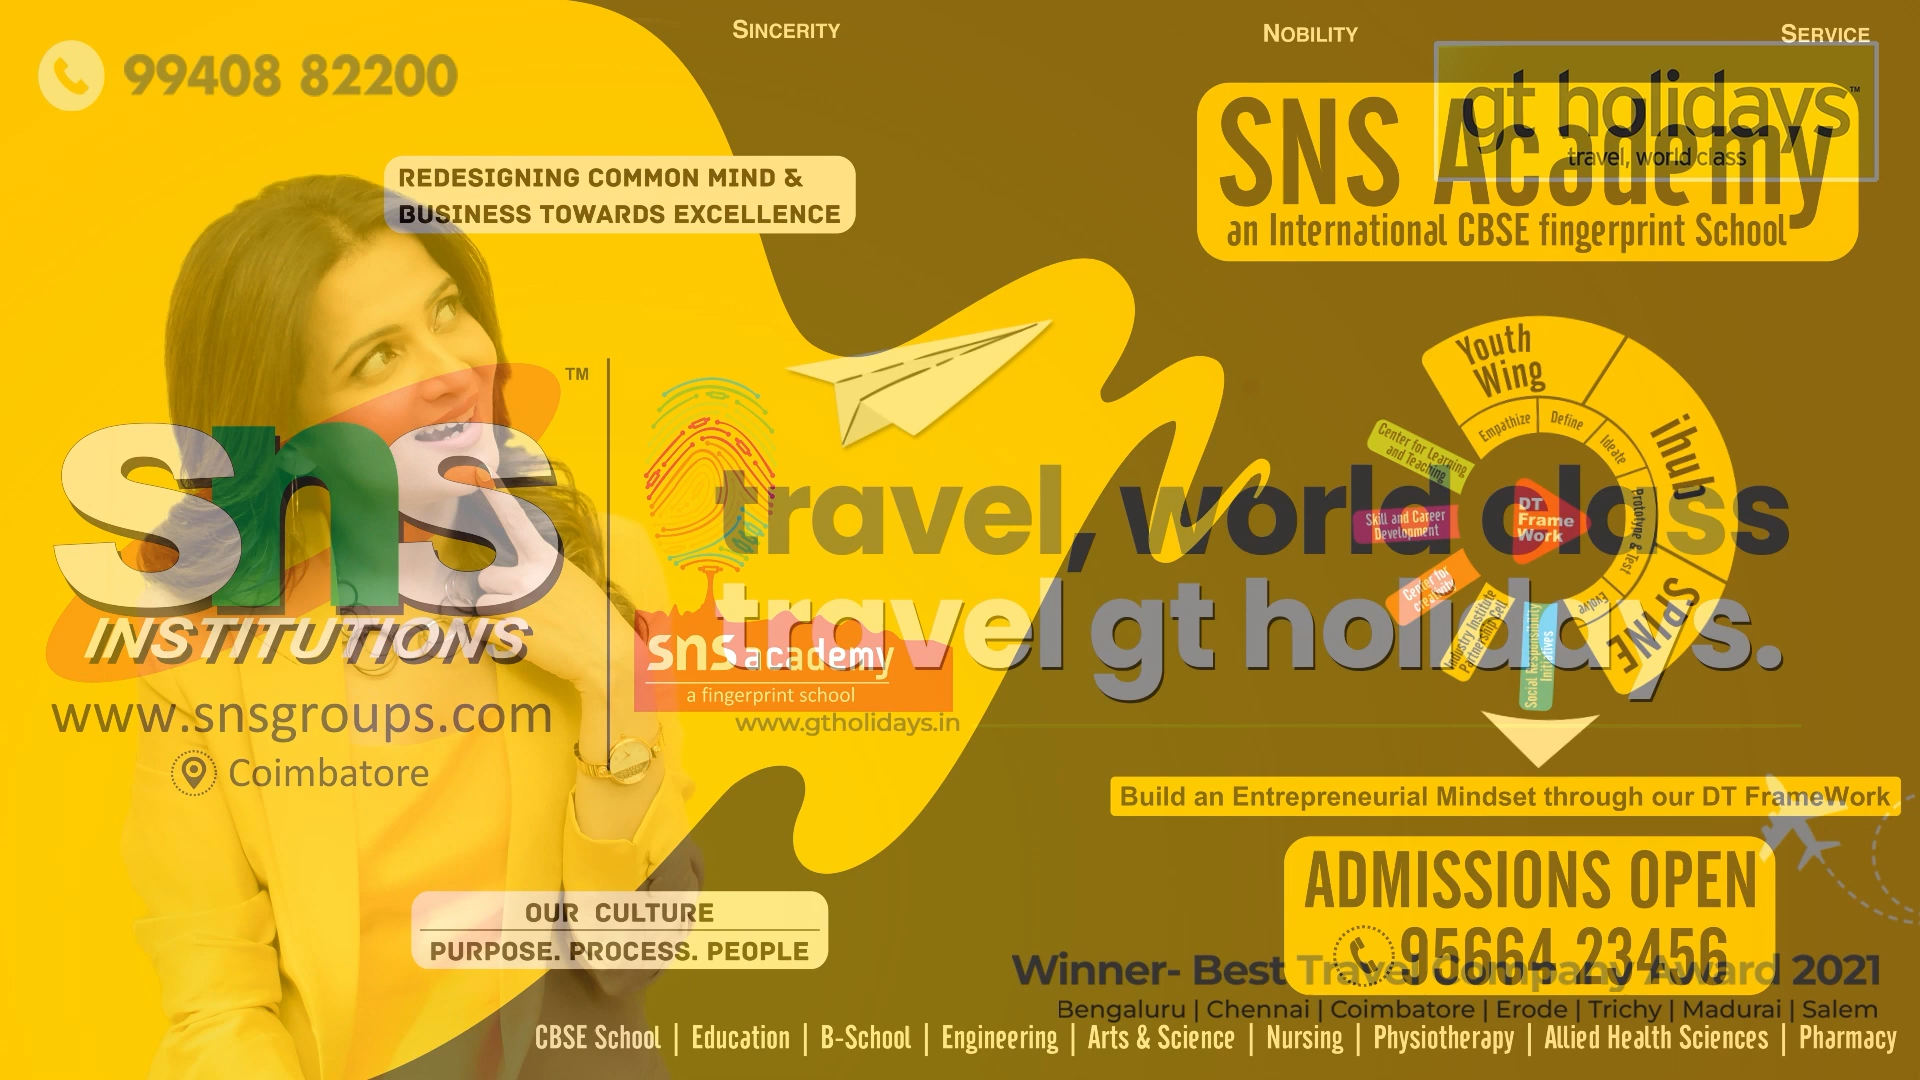 SINCERITY
NOBILITY
SERVICE
99408 82200
gt holidays™
travel, world class
SNS Academy
an International CBSE fingerprint School
REDESIGNING COMMON MIND &
BUSINESS TOWARDS EXCELLENCE
Youth
Wing
ihub
SPINE
Empathize
Define
Ideate
Prototype & Test
Evolve
DT
Frame
Work
Center for Learning
and Teaching
Skill and Career
Development
Center for
creativity
Industry Institute
Partnership Cell
Social Responsibility
Initiatives
TM
sns
INSTITUTIONS
www.snsgroups.com
Coimbatore
sns academy
a fingerprint school
travel, world class
travel gt holidays.
www.gtholidays.in
Build an Entrepreneurial Mindset through our DT FrameWork
ADMISSIONS OPEN
95664 23456
OUR CULTURE
PURPOSE. PROCESS. PEOPLE
Winner- Best Travel Company Award 2021
Bengaluru | Chennai | Coimbatore | Erode | Trichy | Madurai | Salem
CBSE School | Education | B-School | Engineering | Arts & Science | Nursing | Physiotherapy | Allied Health Sciences | Pharmacy